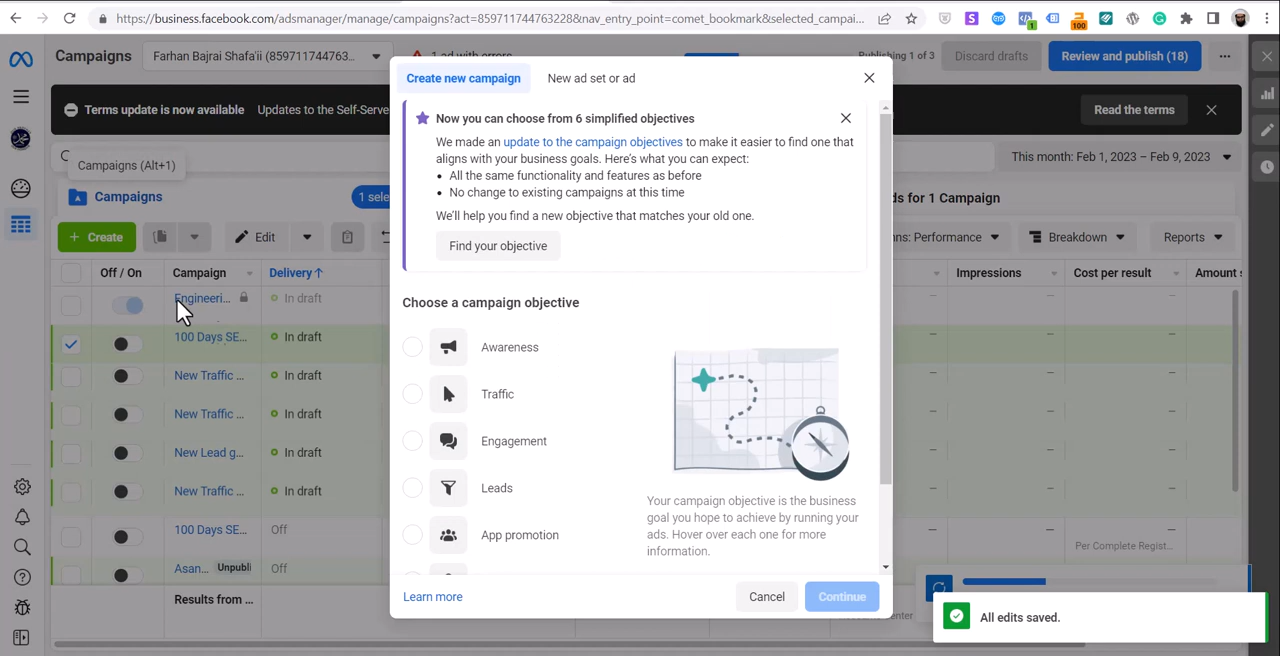 https://business.facebook.com/adsmanager/manage/campaigns?act=859711744763228&nav_entry_point=comet_bookmark&selected_campai...
1
100
Campaigns
Farhan Bajrai Shafa'ii (859711744763...
1 ad with errors
Publishing 1 of 3
Discard drafts
Review and publish (18)
Terms update is now available
Updates to the Self-Serve
Read the terms
Campaigns (Alt+1)
This month: Feb 1, 2023 – Feb 9, 2023
Campaigns
1 sele
ds for 1 Campaign
+ Create
Edit
ns: Performance
Breakdown
Reports
Off / On
Campaign
Delivery ↑
Impressions
Cost per result
Amount s
Engineeri...
In draft
100 Days SE...
In draft
New Traffic ...
In draft
New Traffic ...
In draft
New Lead g...
In draft
New Traffic ...
In draft
100 Days SE...
Off
Per Complete Regist...
Asan...
Unpubli
Off
Results from ...
Create new campaign
New ad set or ad
Now you can choose from 6 simplified objectives
We made an update to the campaign objectives to make it easier to find one that
aligns with your business goals. Here's what you can expect:
• All the same functionality and features as before
• No change to existing campaigns at this time
We'll help you find a new objective that matches your old one.
Find your objective
Choose a campaign objective
Awareness
Traffic
Engagement
Leads
App promotion
Your campaign objective is the business
goal you hope to achieve by running your
ads. Hover over each one for more
information.
Learn more
Cancel
Continue
All edits saved.